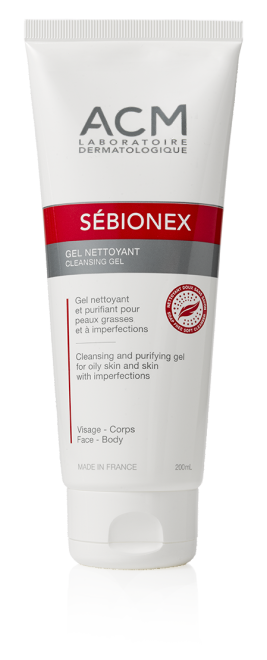 ACM
LABORATOIRE
DERMATOLOGIQUE
SÉBIONEX
GEL NETTOYANT
CLEANSING GEL
Gel nettoyant
et purifiant pour
peaux grasses
et à imperfections
Cleansing and purifying gel
for oily skin and skin
with imperfections
Visage - Corps
Face - Body
MADE IN FRANCE
200mL